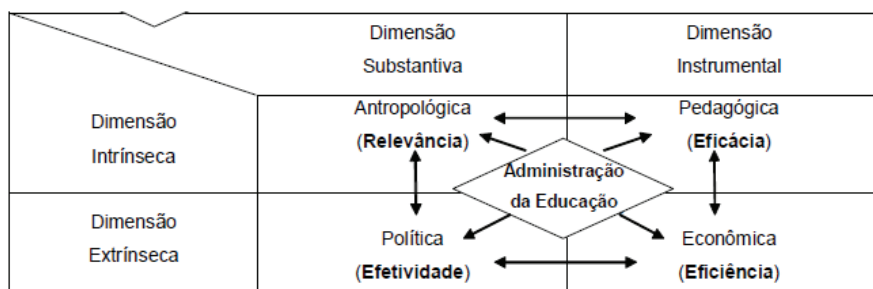 Dimensão
Substantiva
Dimensão
Instrumental
Dimensão
Intrínseca
Antropológica
(Relevância)
Pedagógica
(Eficácia)
Administração
da Educação
Dimensão
Extrínseca
Política
(Efetividade)
Econômica
(Eficiência)